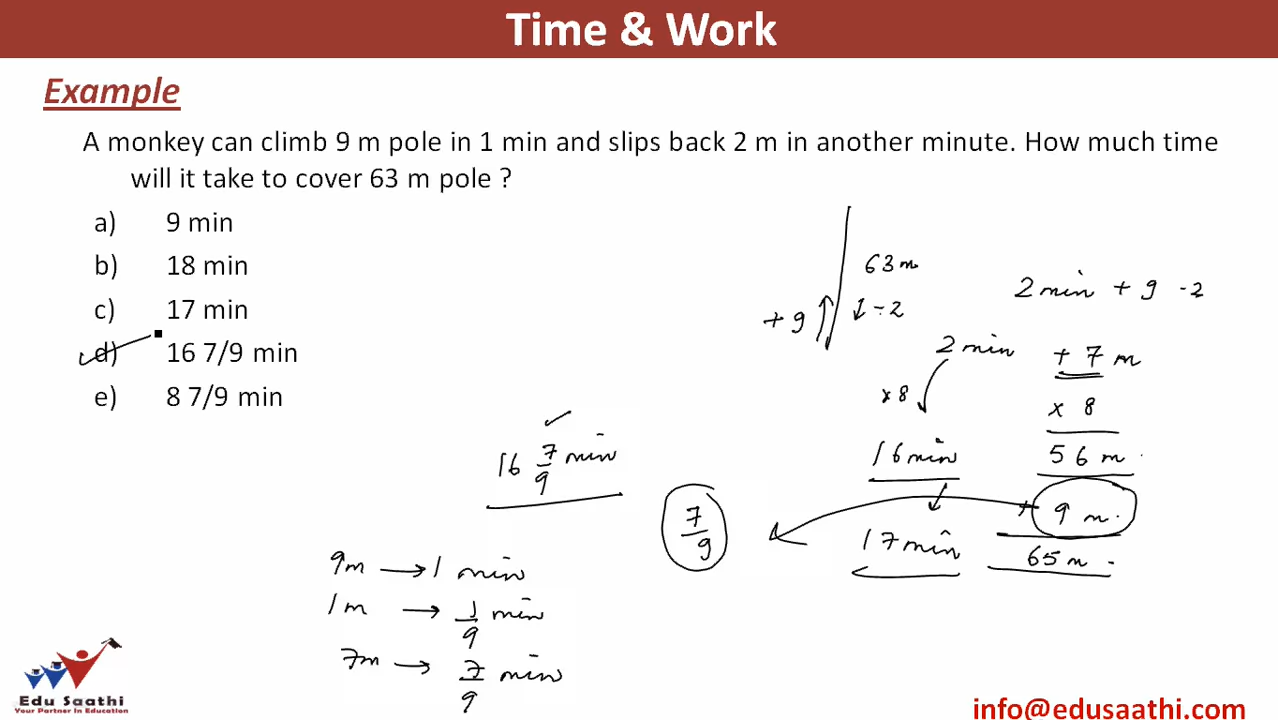 Time & Work
Example
A monkey can climb 9 m pole in 1 min and slips back 2 m in another minute. How much time
will it take to cover 63 m pole ?
a) 9 min
b) 18 min
c) 17 min
d) 16 7/9 min
e) 8 7/9 min
63 m
+9
↓ -2
2 min + 9 -2
2 min + 7 m
x 8
x 8
16 min
56 m
+ 9 m
17 min
65 m
16 7/9 min
7/9
9m → 1 min
1m → 1/9 min
7m → 7/9 min
Edu Saathi
Your Partner In Education
info@edusaathi.com